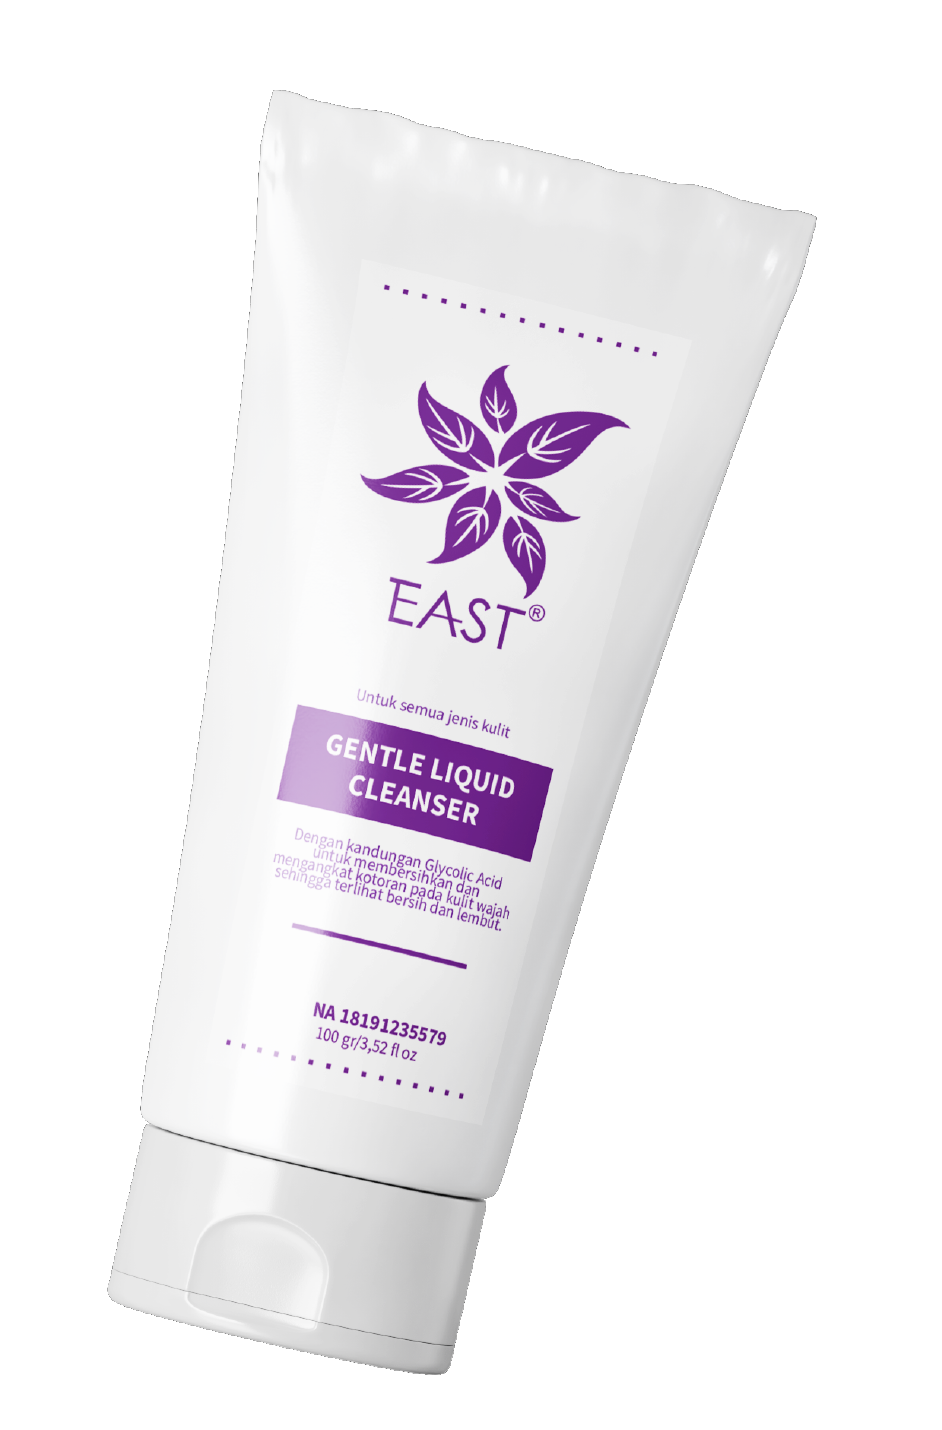 EAST®
Untuk semua jenis kulit
GENTLE LIQUID
CLEANSER
Dengan kandungan Glycolic Acid
untuk membersihkan dan
mengangkat kotoran pada kulit wajah
sehingga terlihat bersih dan lembut.
NA 18191235579
100 gr/3,52 fl oz